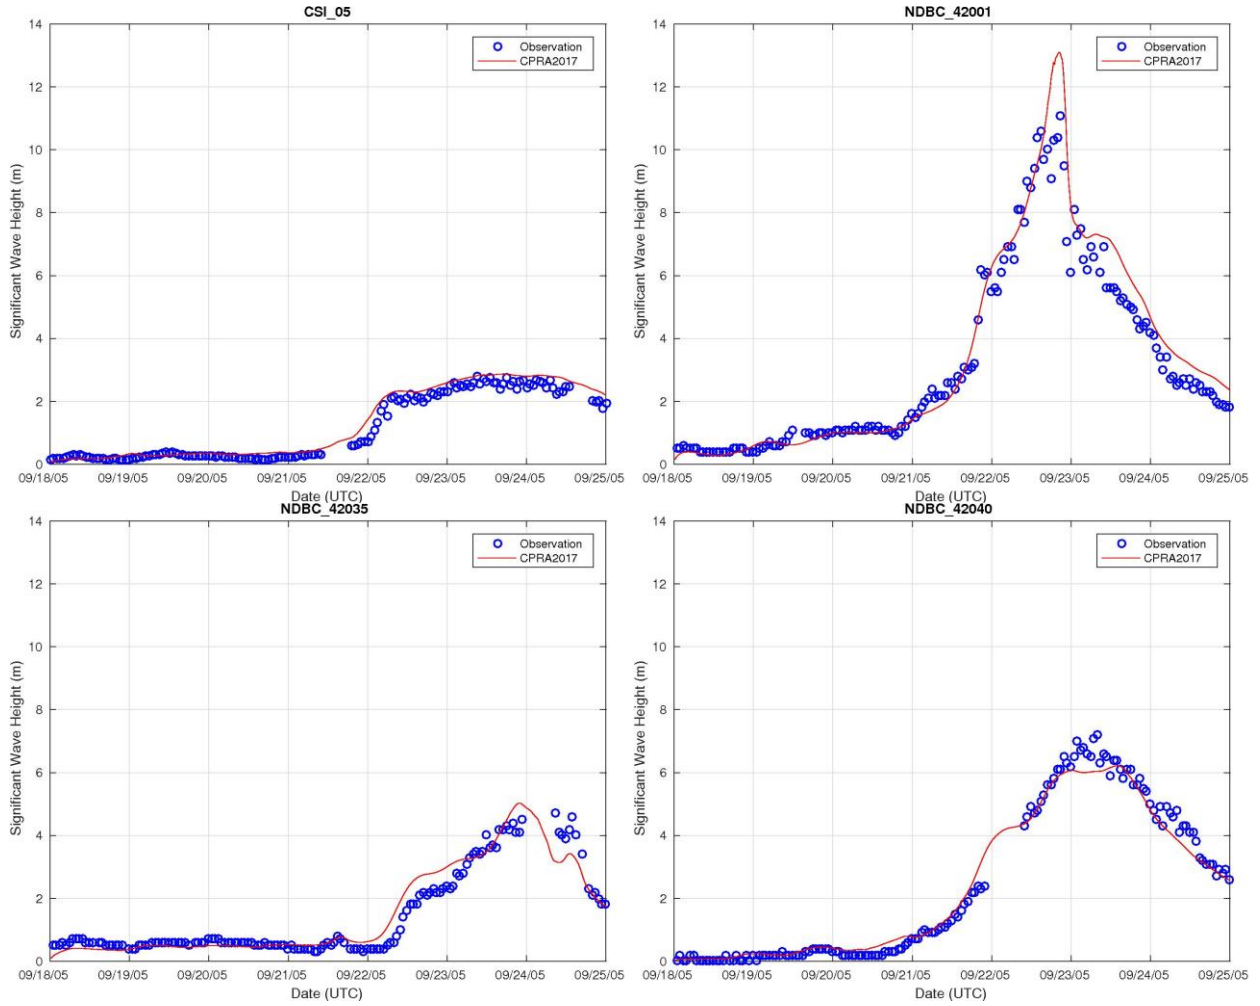 CSI_05
14
12
10
8
6
4
2
0
Significant Wave Height (m)
Observation
CPRA2017
09/18/05 09/19/05 09/20/05 09/21/05 09/22/05 09/23/05 09/24/05 09/25/05
Date (UTC)
NDBC_42001
14
12
10
8
6
4
2
0
Significant Wave Height (m)
Observation
CPRA2017
09/18/05 09/19/05 09/20/05 09/21/05 09/22/05 09/23/05 09/24/05 09/25/05
Date (UTC)
NDBC_42035
14
12
10
8
6
4
2
0
Significant Wave Height (m)
Observation
CPRA2017
09/18/05 09/19/05 09/20/05 09/21/05 09/22/05 09/23/05 09/24/05 09/25/05
Date (UTC)
NDBC_42040
14
12
10
8
6
4
2
0
Significant Wave Height (m)
Observation
CPRA2017
09/18/05 09/19/05 09/20/05 09/21/05 09/22/05 09/23/05 09/24/05 09/25/05
Date (UTC)